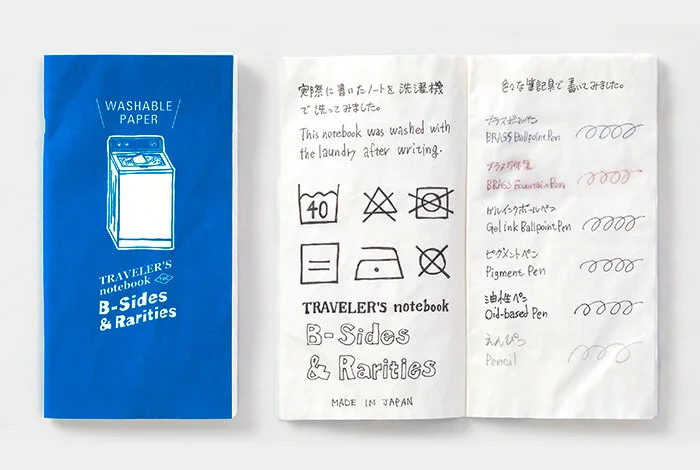 WASHABLE
PAPER
TRAVELER'S
notebook TRC
B-Sides
& Rarities
実際に書いたノートを洗濯機
で洗ってみました。
This notebook was washed with
the laundry after writing.
40
TRAVELER'S notebook
B-Sides
& Rarities
MADE IN JAPAN
色々な筆記具で書いてみました。
ブラスボールペン
BRASS Ballpoint Pen
ブラス万年筆
BRASS Fountain Pen
ゲルインクボールペン
Gel ink Ballpoint Pen
ピグメントペン
Pigment Pen
油性ペン
Oil-based Pen
えんぴつ
Pencil